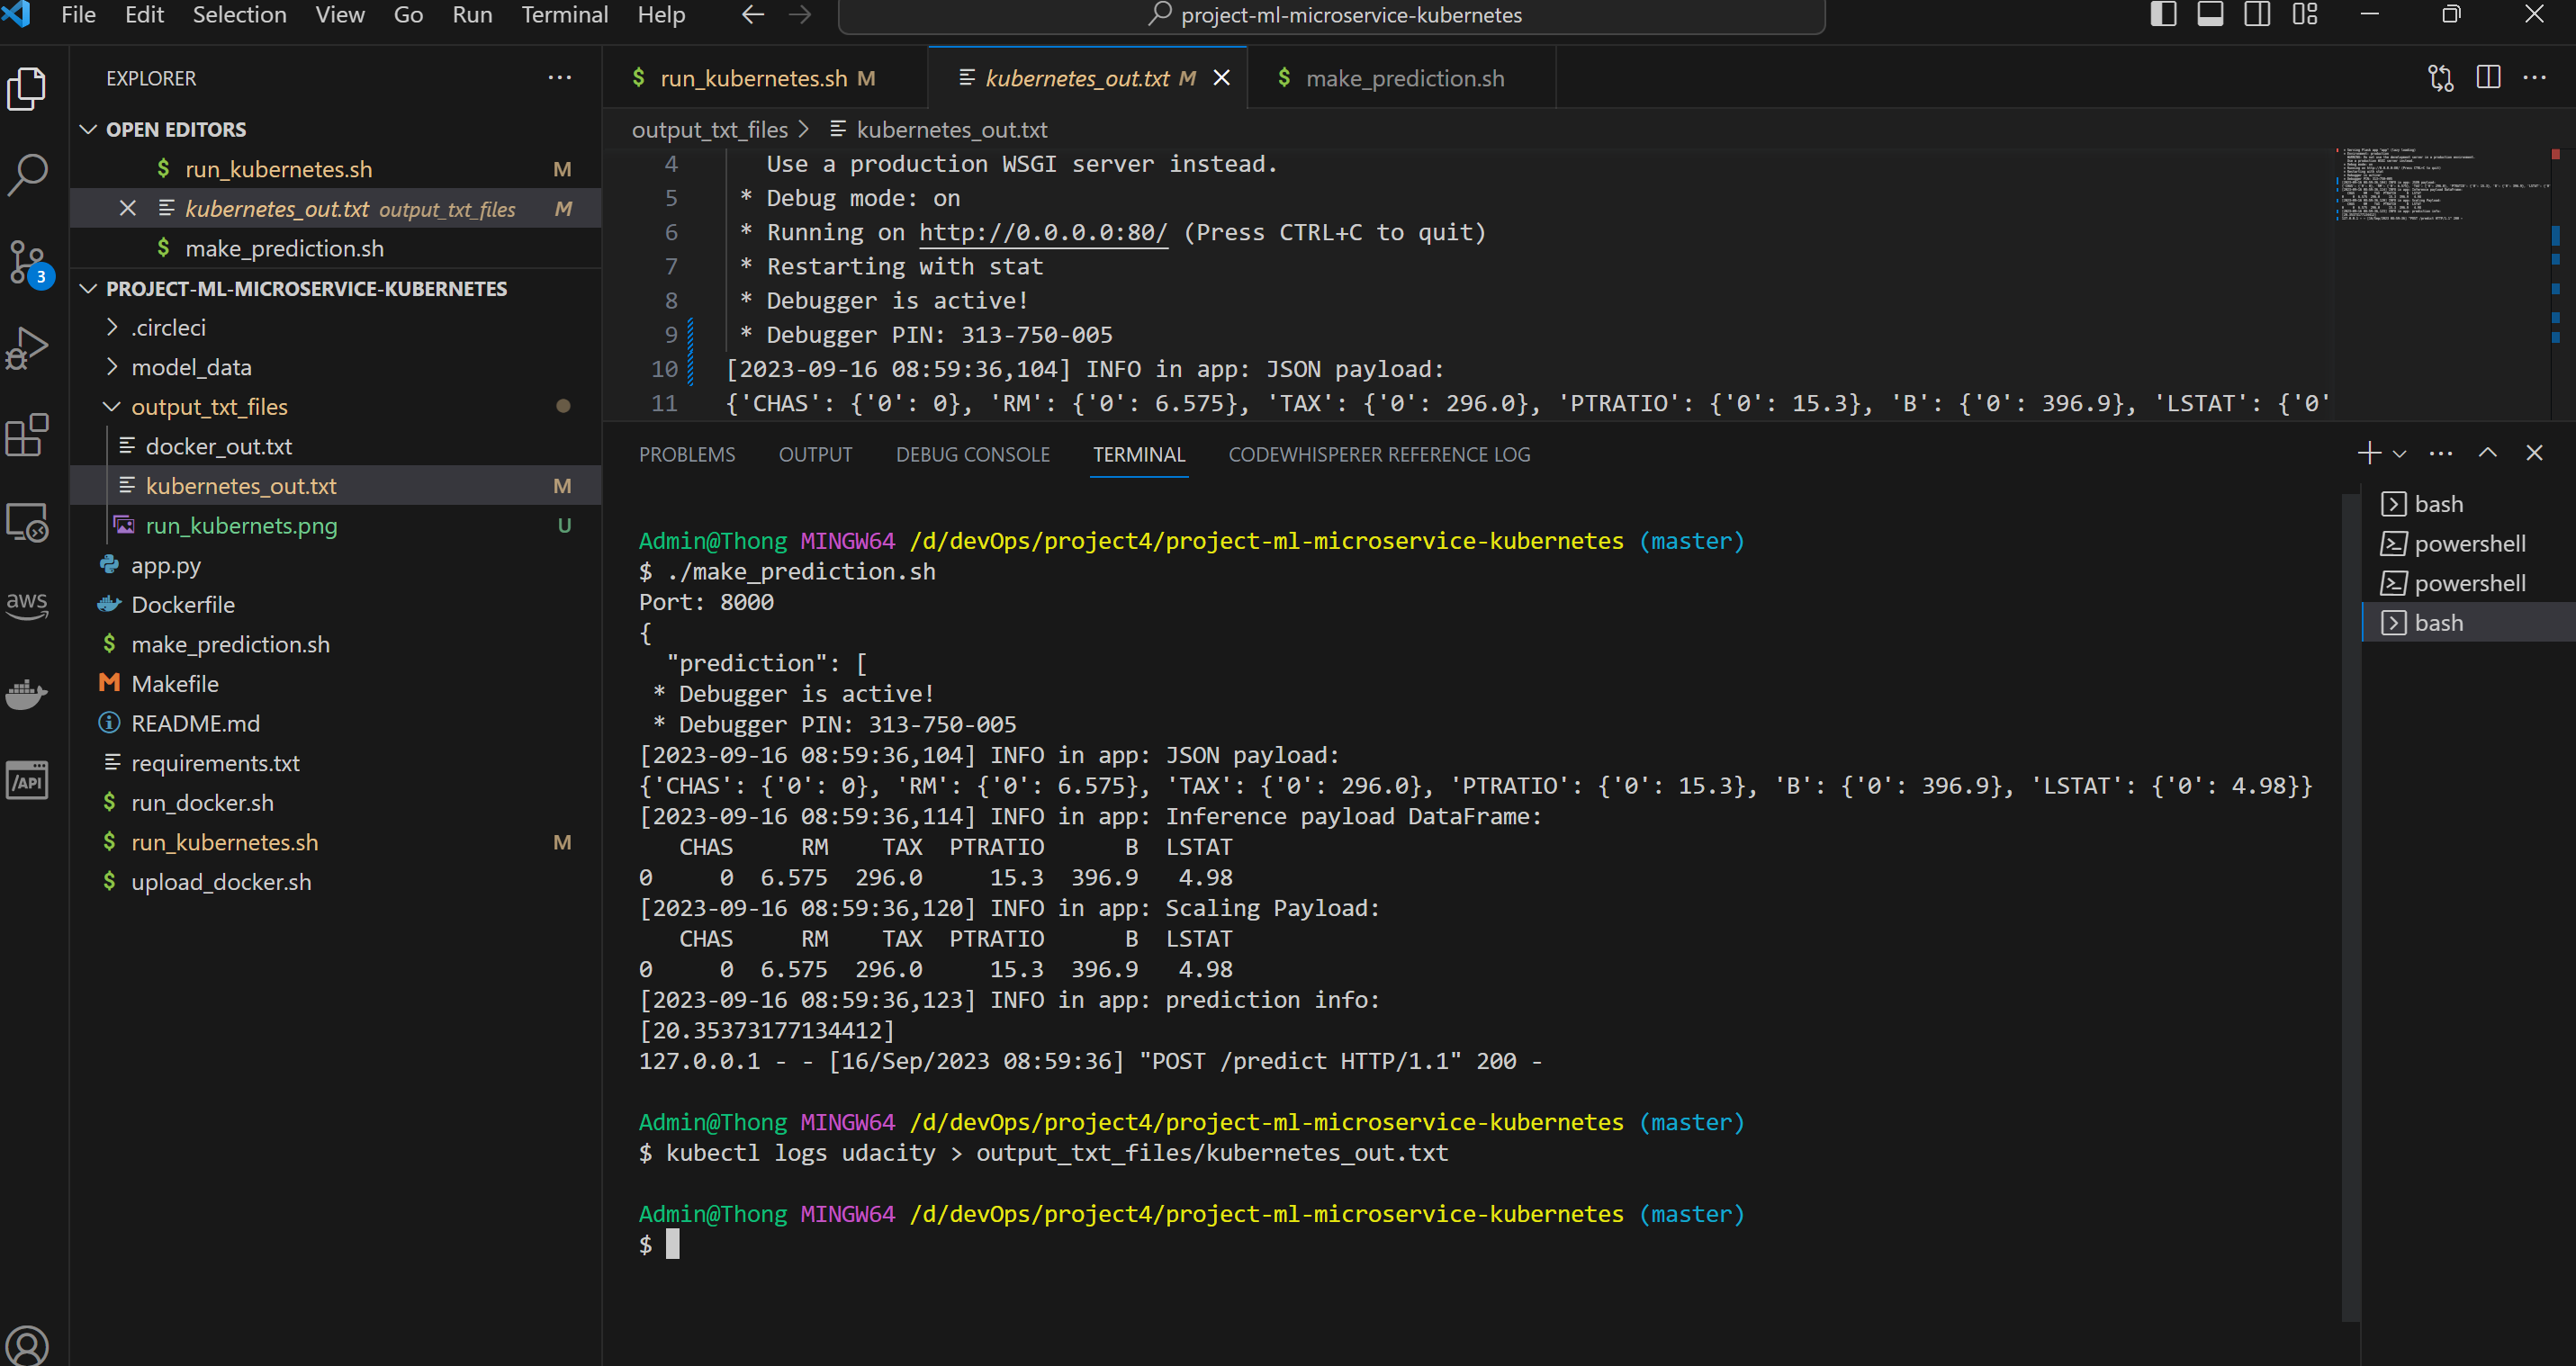 File Edit Selection View Go Run Terminal Help
project-ml-microservice-kubernetes
EXPLORER
OPEN EDITORS
$ run_kubernetes.sh M
kubernetes_out.txt output_txt_files M
$ make_prediction.sh
PROJECT-ML-MICROSERVICE-KUBERNETES
.circleci
model_data
output_txt_files
docker_out.txt
kubernetes_out.txt M
run_kubernets.png U
app.py
Dockerfile
$ make_prediction.sh
M Makefile
README.md
requirements.txt
$ run_docker.sh
$ run_kubernetes.sh M
$ upload_docker.sh
3
aws
/API
$ run_kubernetes.sh M
kubernetes_out.txt M
$ make_prediction.sh
output_txt_files > kubernetes_out.txt
4 Use a production WSGI server instead.
5 * Debug mode: on
6 * Running on http://0.0.0.0:80/ (Press CTRL+C to quit)
7 * Restarting with stat
8 * Debugger is active!
9 * Debugger PIN: 313-750-005
10 [2023-09-16 08:59:36,104] INFO in app: JSON payload:
11 {'CHAS': {'0': 0}, 'RM': {'0': 6.575}, 'TAX': {'0': 296.0}, 'PTRATIO': {'0': 15.3}, 'B': {'0': 396.9}, 'LSTAT': {'0'
PROBLEMS OUTPUT DEBUG CONSOLE TERMINAL CODEWHISPERER REFERENCE LOG
Admin@Thong MINGW64 /d/devOps/project4/project-ml-microservice-kubernetes (master)
$ ./make_prediction.sh
Port: 8000
{
"prediction": [
* Debugger is active!
* Debugger PIN: 313-750-005
[2023-09-16 08:59:36,104] INFO in app: JSON payload:
{'CHAS': {'0': 0}, 'RM': {'0': 6.575}, 'TAX': {'0': 296.0}, 'PTRATIO': {'0': 15.3}, 'B': {'0': 396.9}, 'LSTAT': {'0': 4.98}}
[2023-09-16 08:59:36,114] INFO in app: Inference payload DataFrame:
CHAS RM TAX PTRATIO B LSTAT
0 0 6.575 296.0 15.3 396.9 4.98
[2023-09-16 08:59:36,120] INFO in app: Scaling Payload:
CHAS RM TAX PTRATIO B LSTAT
0 0 6.575 296.0 15.3 396.9 4.98
[2023-09-16 08:59:36,123] INFO in app: prediction info:
[20.35373177134412]
127.0.0.1 - - [16/Sep/2023 08:59:36] "POST /predict HTTP/1.1" 200 -
Admin@Thong MINGW64 /d/devOps/project4/project-ml-microservice-kubernetes (master)
$ kubectl logs udacity > output_txt_files/kubernetes_out.txt
Admin@Thong MINGW64 /d/devOps/project4/project-ml-microservice-kubernetes (master)
$
bash
powershell
powershell
bash